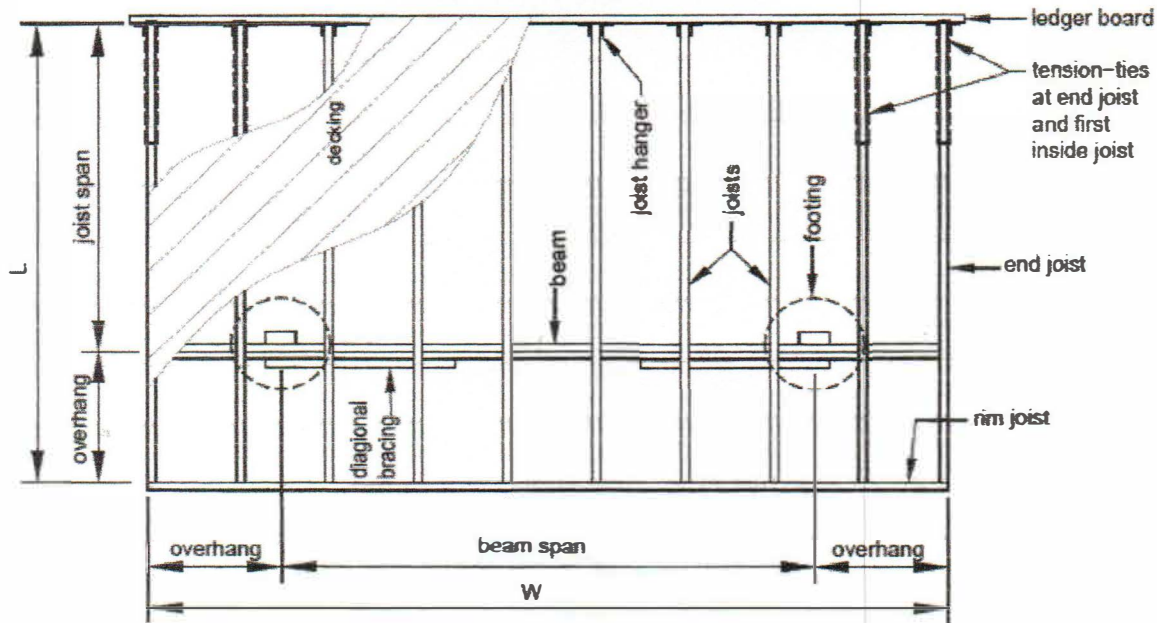 ledger board
tension-ties
at end joist
and first
inside joist
decking
joist hanger
joists
footing
joist span
L
beam
end joist
overhang
diagional
bracing
rim joist
overhang
beam span
overhang
W